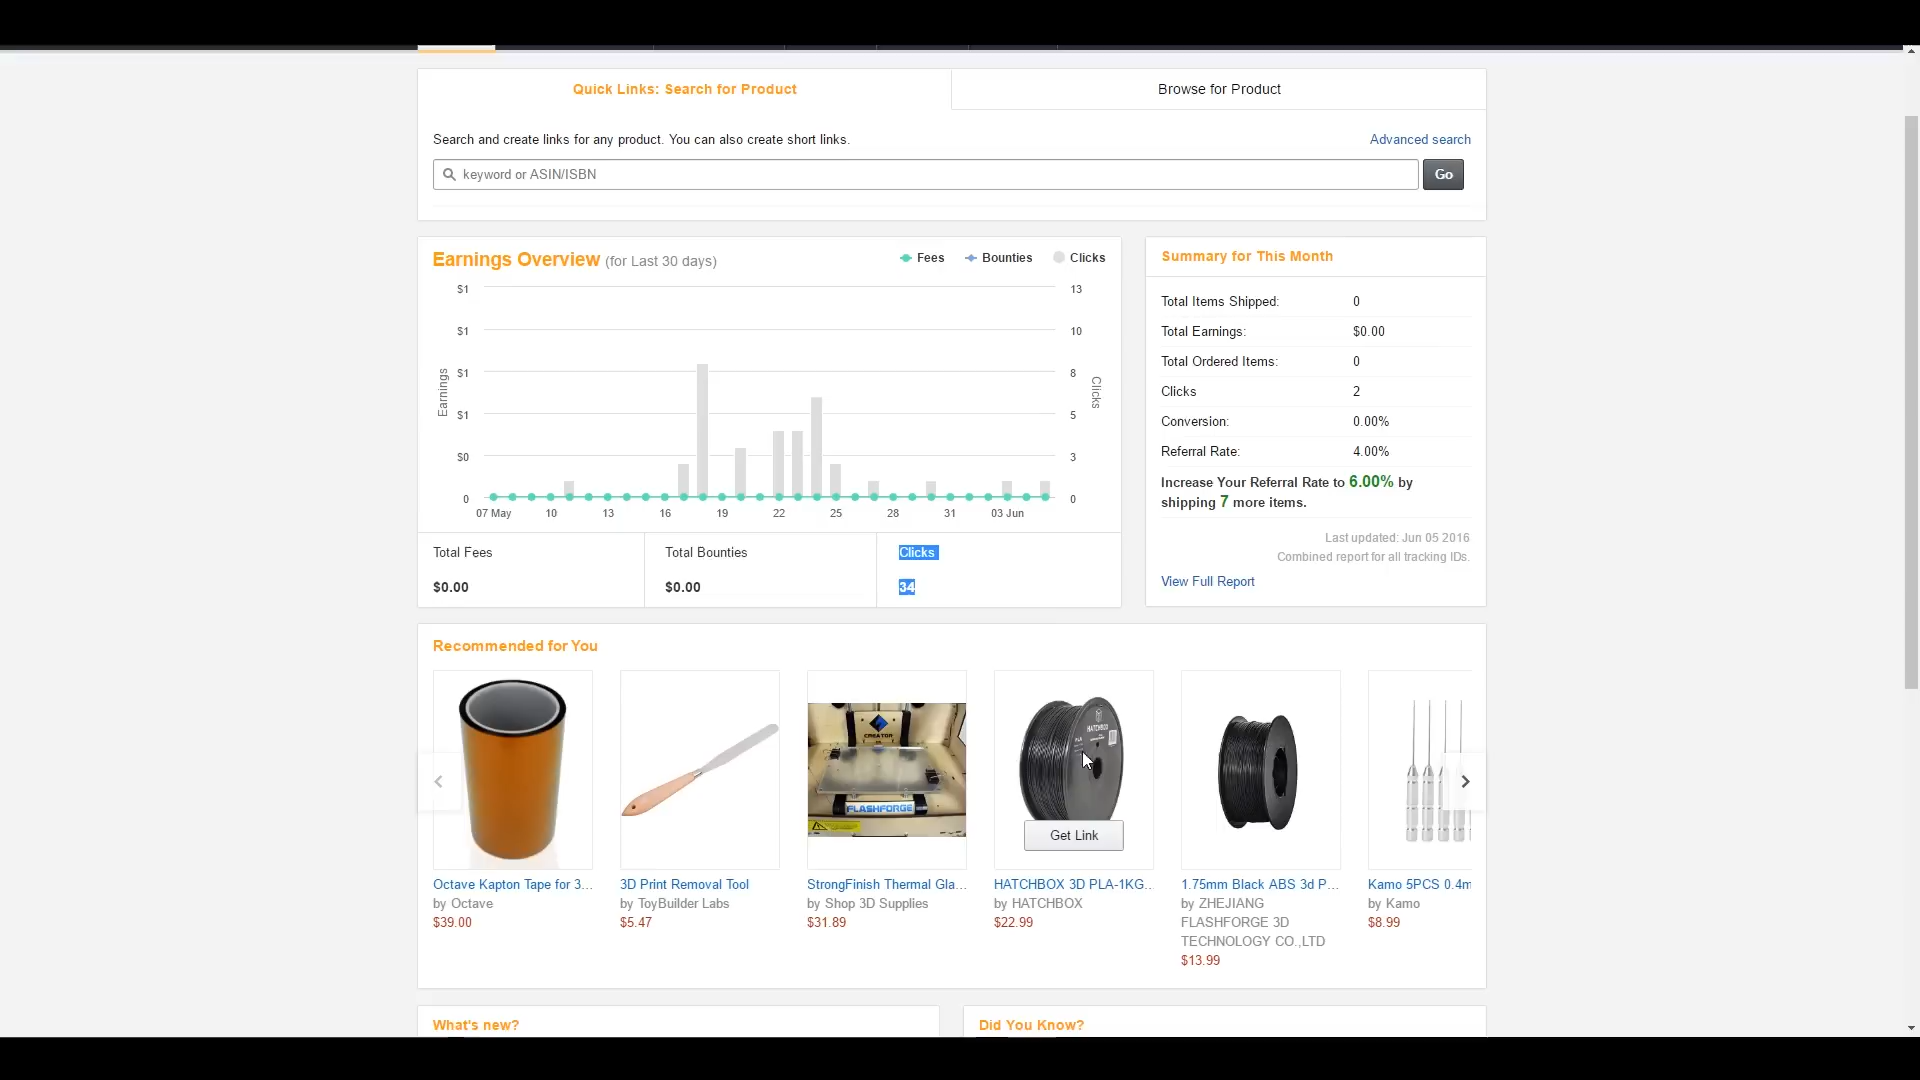 Quick Links: Search for Product
Browse for Product
Search and create links for any product. You can also create short links.
Advanced search
keyword or ASIN/ISBN
Go
Earnings Overview (for Last 30 days)
Fees
Bounties
Clicks
$1
$1
$1
$1
$0
0
Earnings
13
10
8
5
3
0
Clicks
07 May
10
13
16
19
22
25
28
31
03 Jun
Total Fees
$0.00
Total Bounties
$0.00
Clicks
34
Summary for This Month
Total Items Shipped: 0
Total Earnings: $0.00
Total Ordered Items: 0
Clicks 2
Conversion: 0.00%
Referral Rate: 4.00%
Increase Your Referral Rate to 6.00% by
shipping 7 more items.
Last updated: Jun 05 2016
Combined report for all tracking IDs.
View Full Report
Recommended for You
CREATOR
FLASHFORGE
HATCHBOX
Get Link
Octave Kapton Tape for 3...
by Octave
$39.00
3D Print Removal Tool
by ToyBuilder Labs
$5.47
StrongFinish Thermal Gla...
by Shop 3D Supplies
$31.89
HATCHBOX 3D PLA-1KG...
by HATCHBOX
$22.99
1.75mm Black ABS 3d P...
by ZHEJIANG
FLASHFORGE 3D
TECHNOLOGY CO.,LTD
$13.99
Kamo 5PCS 0.4m
by Kamo
$8.99
What's new?
Did You Know?